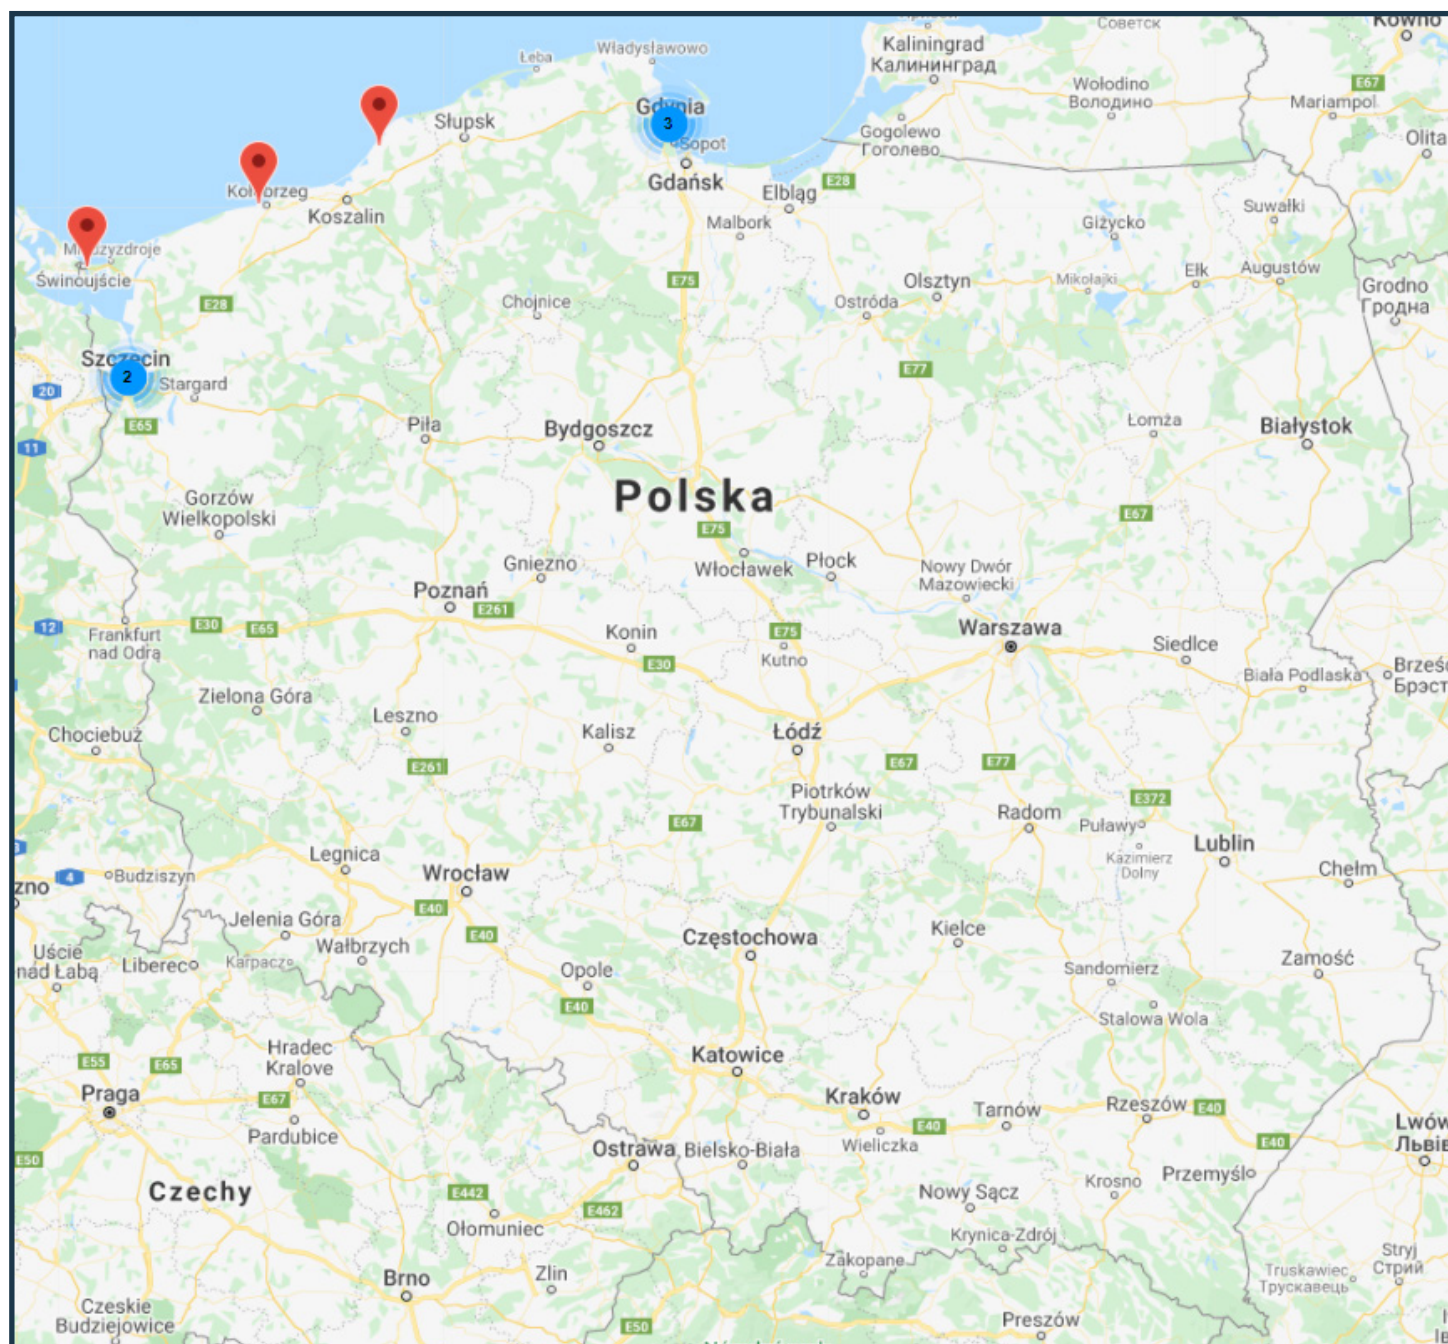 Советск
Kowno
Władysławowo
Łeba
Kaliningrad
Калининград
E67
Wołodino
Володино
Mariampol
Gdynia
3
Słupsk
Sopot
Gogolewo
Гоголево
Olita
Gdańsk
E28
Elbląg
Kołobrzeg
Koszalin
Malbork
Giżycko
Suwałki
Międzyzdroje
Świnoujście
E28
E75
Chojnice
Olsztyn
Ostróda
Mikołajki
Ełk
Augustów
Grodno
Гродна
Szczecin
2
Stargard
20
E65
E77
11
Piła
Bydgoszcz
Łomża
Białystok
Polska
Gorzów
Wielkopolski
E75
E67
Włocławek
Płock
Gniezno
Nowy Dwór
Mazowiecki
Poznań
E261
12
E30
E65
Frankfurt
nad Odrą
Konin
E30
E75
Kutno
Warszawa
Siedlce
Biała Podlaska
Brześć
Брэст
Zielona Góra
Leszno
Chociebuż
Kalisz
Łódź
E261
E67
E77
Piotrków
Trybunalski
E67
Radom
E372
Puławy
Lublin
Kazimierz
Dolny
Legnica
Wrocław
4
Budziszyn
Chełm
zno
E40
E40
Jelenia Góra
Wałbrzych
Częstochowa
Kielce
Uście
nad Łabą
Liberec
Karpacz
Opole
Sandomierz
Zamość
E40
Stalowa Wola
Hradec
Kralove
Katowice
E55
E65
Praga
E67
Pardubice
Kraków
E40
Wieliczka
Tarnów
Rzeszów
E40
E40
Lwów
Львів
E50
Ostrawa
Bielsko-Biała
Przemyśl
Czechy
E442
Ołomuniec
E462
Nowy Sącz
Krosno
Krynica-Zdrój
Zakopane
Stryj
Стрий
Truskawiec
Трускавець
Brno
Zlin
Czeskie
Budziejowice
E50
Preszów